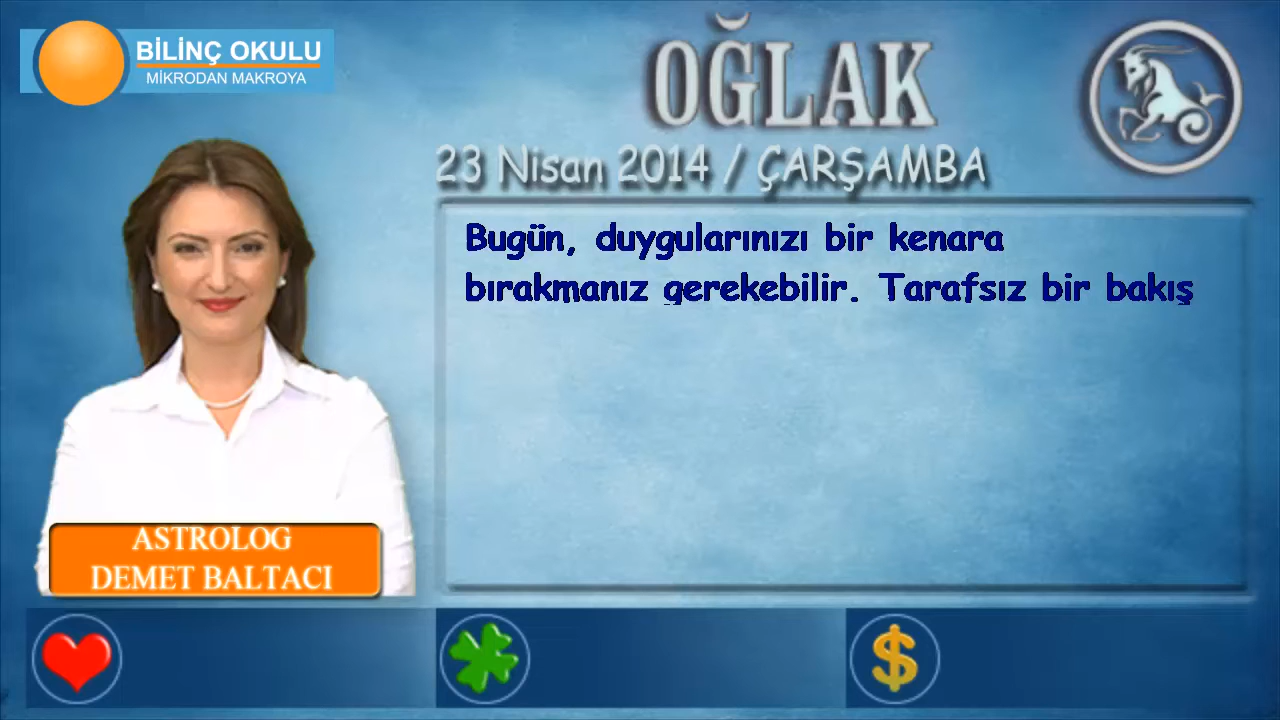 BİLİNÇ OKULU
MİKRODAN MAKROYA
OĞLAK
23 Nisan 2014 / ÇARŞAMBA
Bugün, duygularınızı bir kenara
bırakmanız gerekebilir. Tarafsız bir bakış
ASTROLOG
DEMET BALTACI